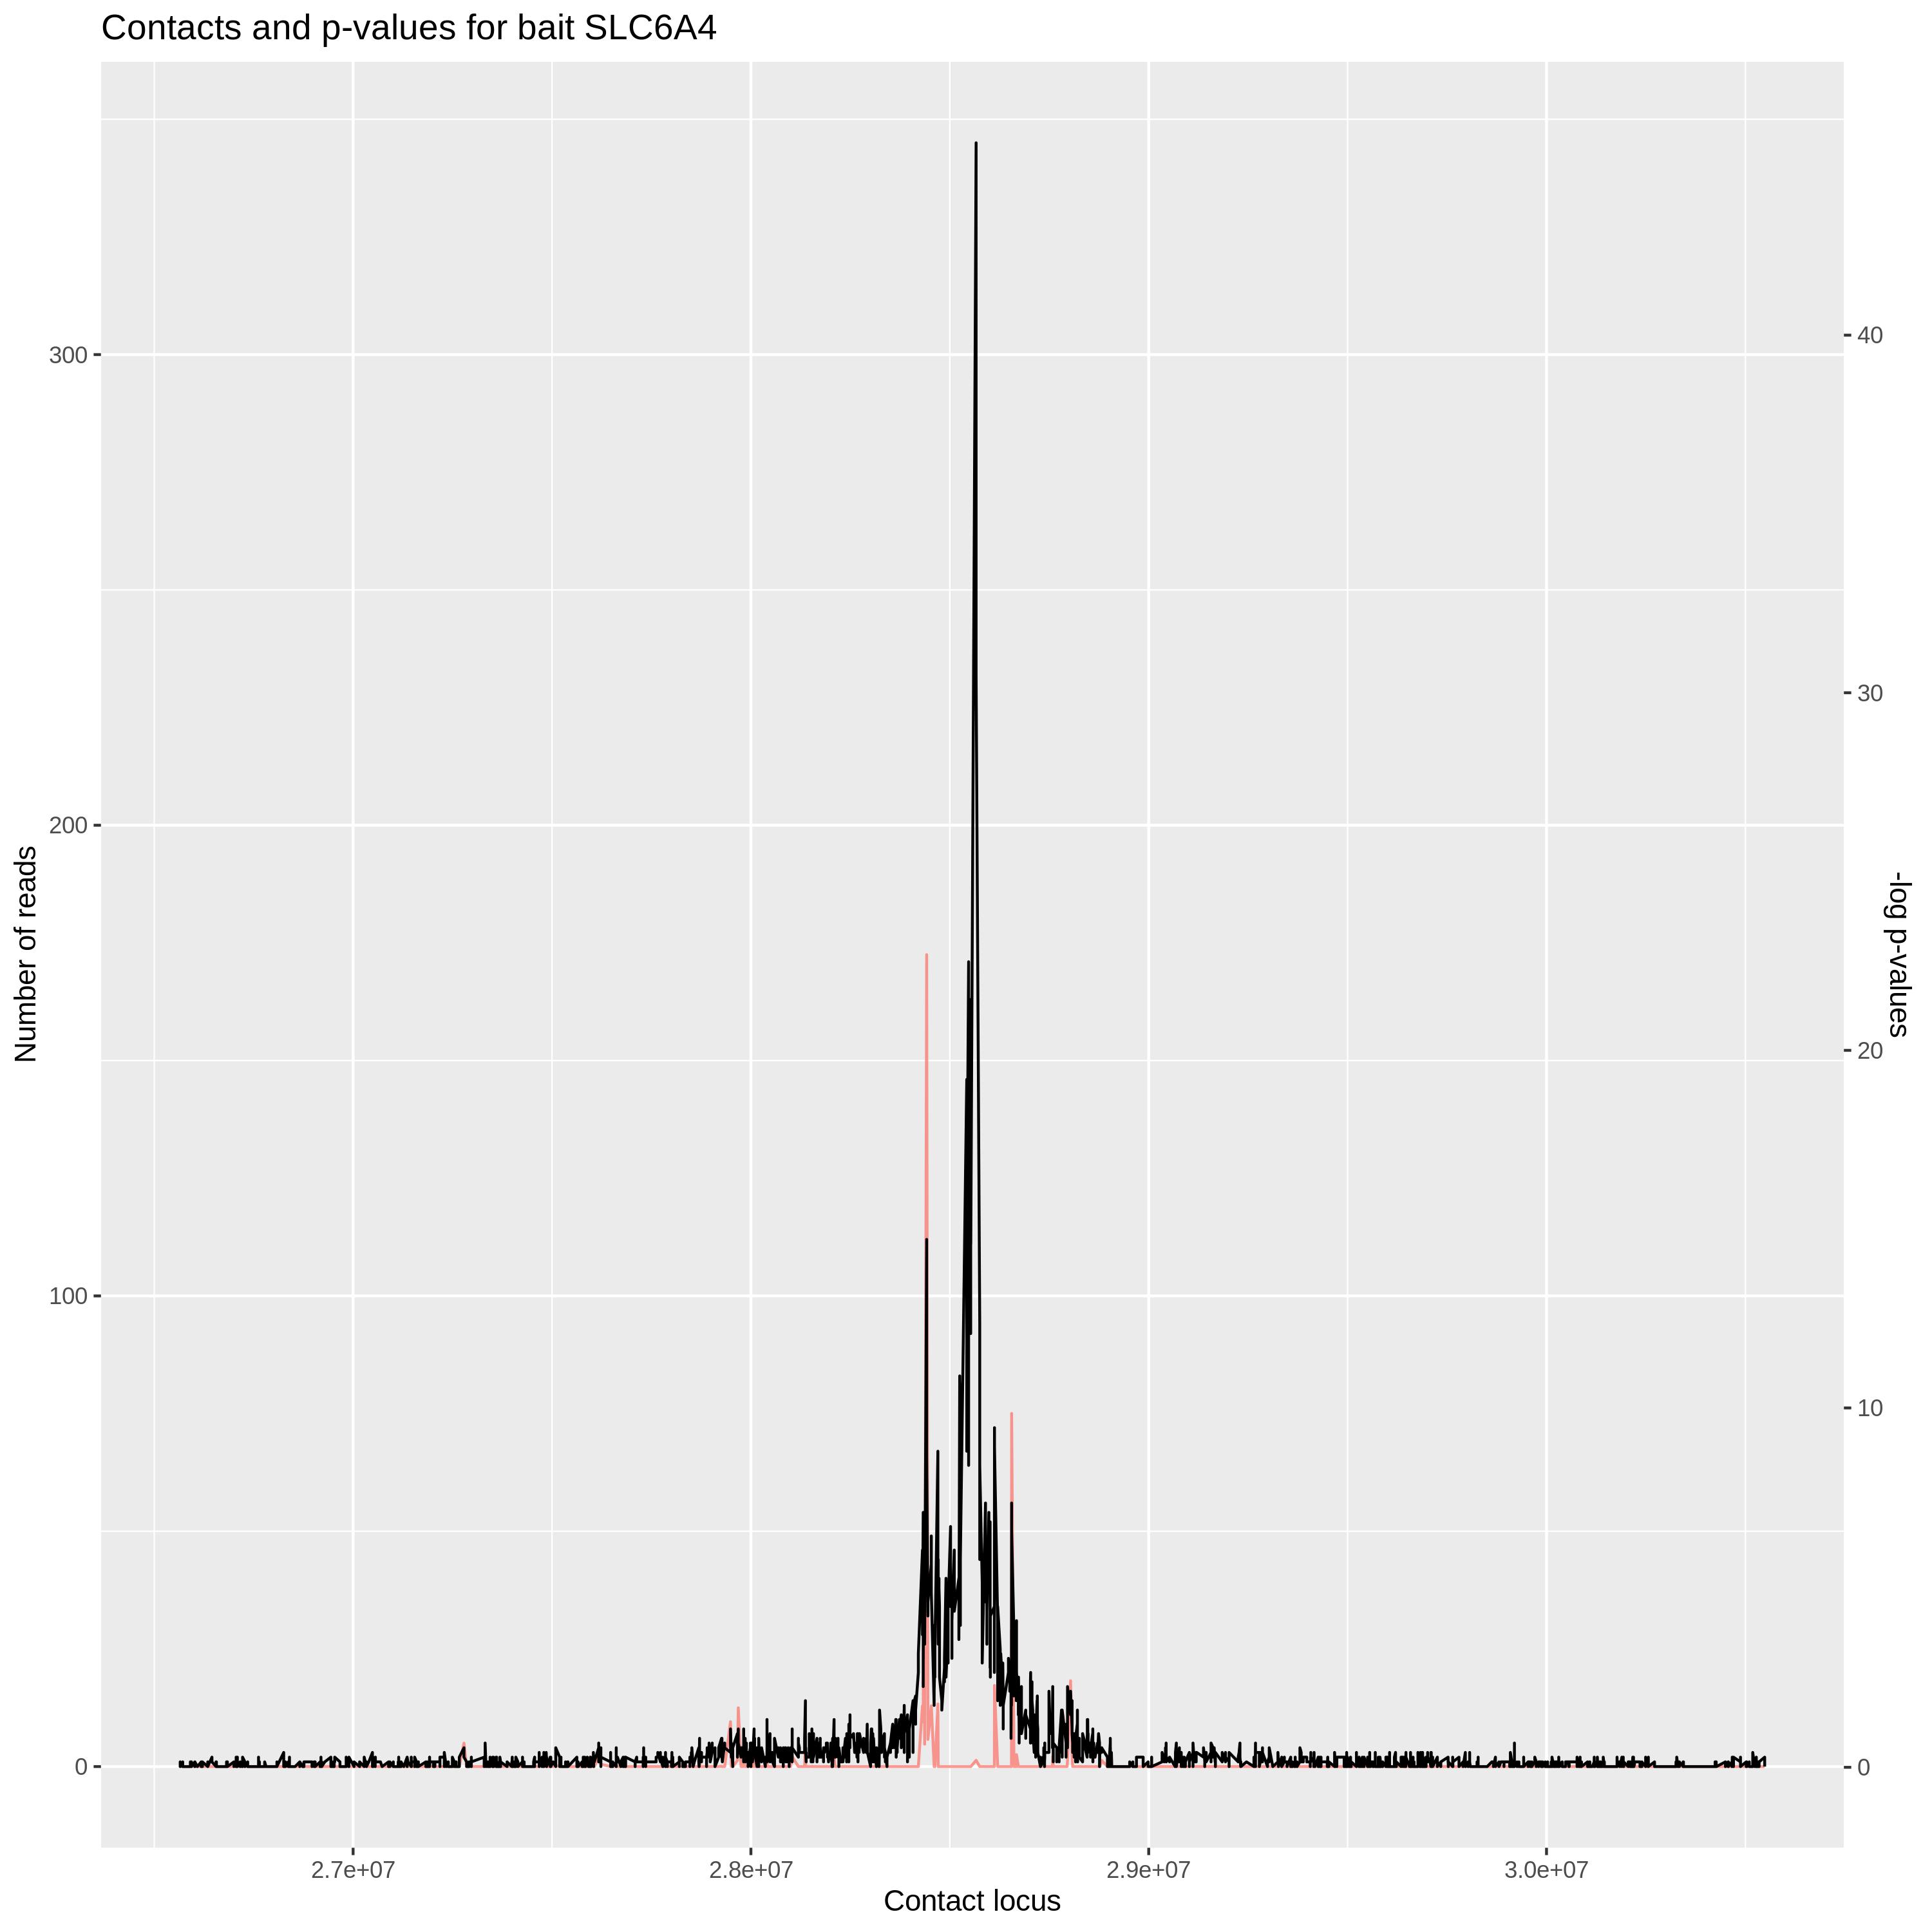 Contacts and p-values for bait SLC6A4
300
200
100
0
Number of reads
40
30
20
10
0
-log p-values
2.7e+07
2.8e+07
2.9e+07
3.0e+07
Contact locus